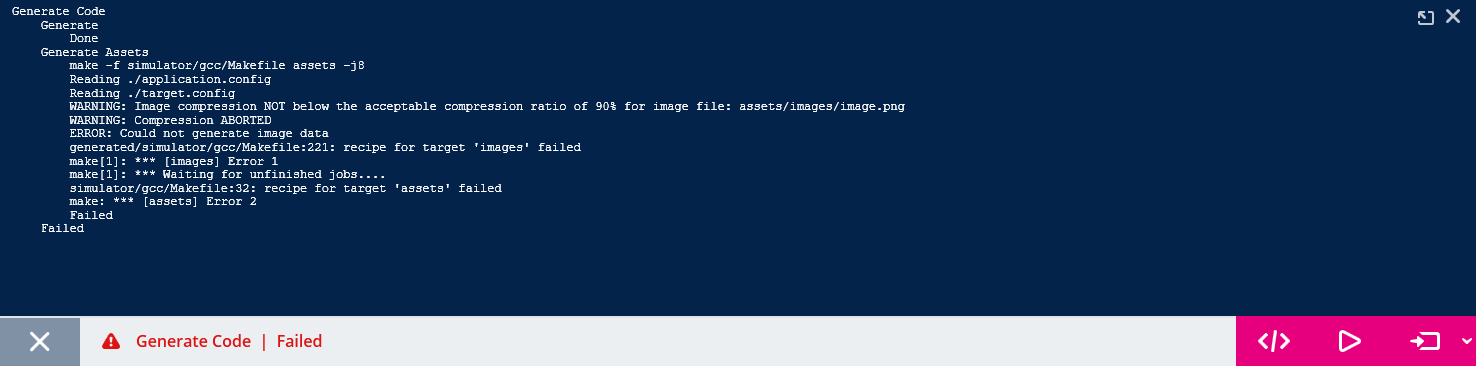 Generate Code
Generate
Done
Generate Assets
make -f simulator/gcc/Makefile assets -j8
Reading ./application.config
Reading ./target.config
WARNING: Image compression NOT below the acceptable compression ratio of 90% for image file: assets/images/image.png
WARNING: Compression ABORTED
ERROR: Could not generate image data
generated/simulator/gcc/Makefile:221: recipe for target 'images' failed
make[1]: *** [images] Error 1
make[1]: *** Waiting for unfinished jobs....
simulator/gcc/Makefile:32: recipe for target 'assets' failed
make: *** [assets] Error 2
Failed
Failed
Generate Code | Failed